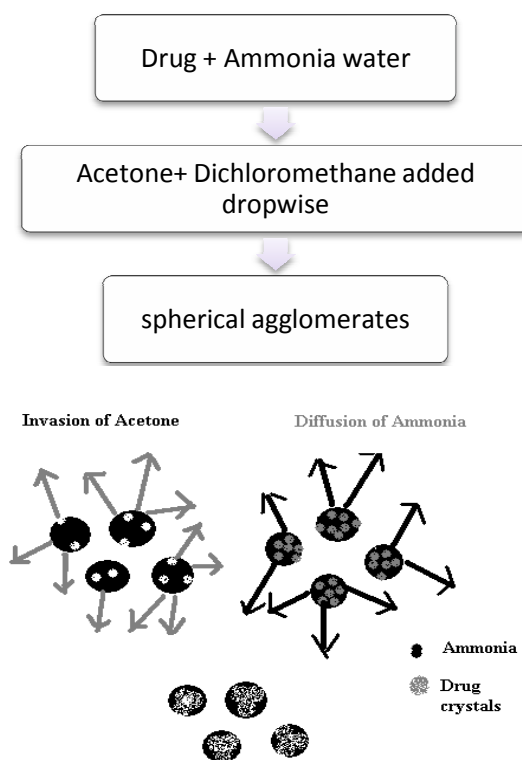 Drug + Ammonia water
Acetone+ Dichloromethane added
dropwise
spherical agglomerates
Invasion of Acetone
Diffusion of Ammonia
Ammonia
Drug
crystals